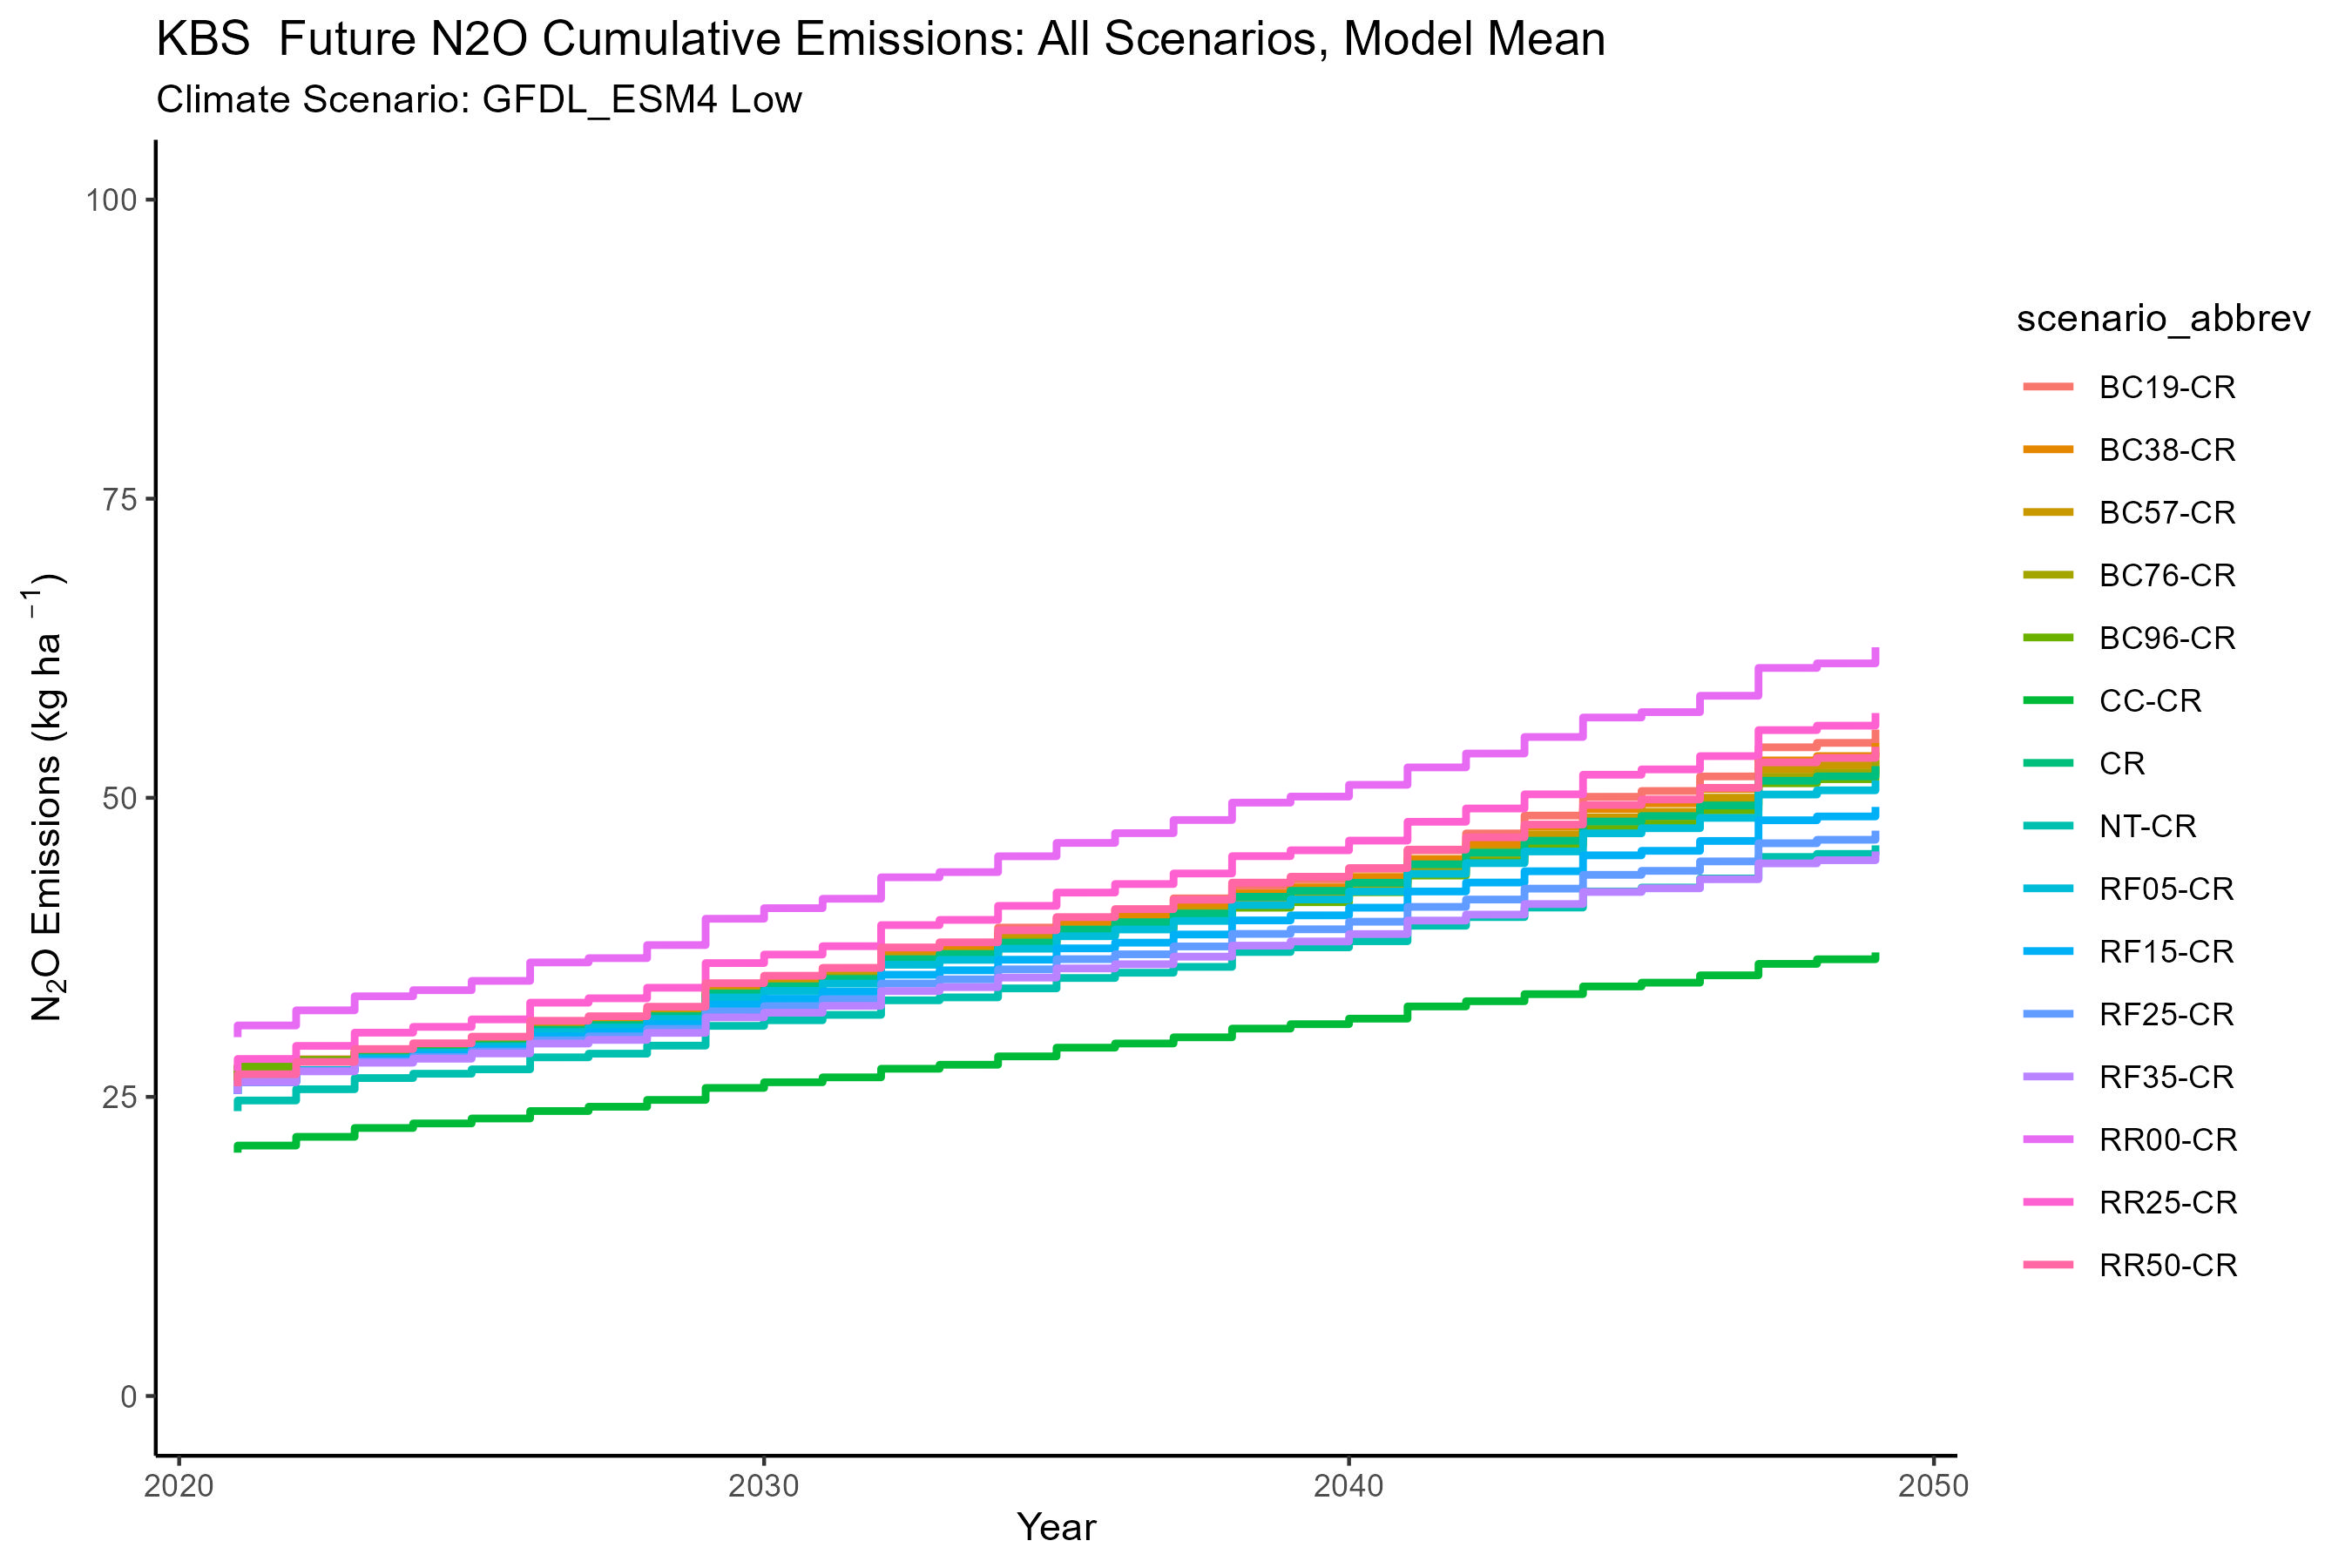 KBS  Future N2O Cumulative Emissions: All Scenarios, Model Mean
Climate Scenario: GFDL_ESM4 Low
N₂O Emissions (kg ha ⁻¹)
100
75
50
25
0
2020
2030
2040
2050
Year
scenario_abbrev
BC19-CR
BC38-CR
BC57-CR
BC76-CR
BC96-CR
CC-CR
CR
NT-CR
RF05-CR
RF15-CR
RF25-CR
RF35-CR
RR00-CR
RR25-CR
RR50-CR